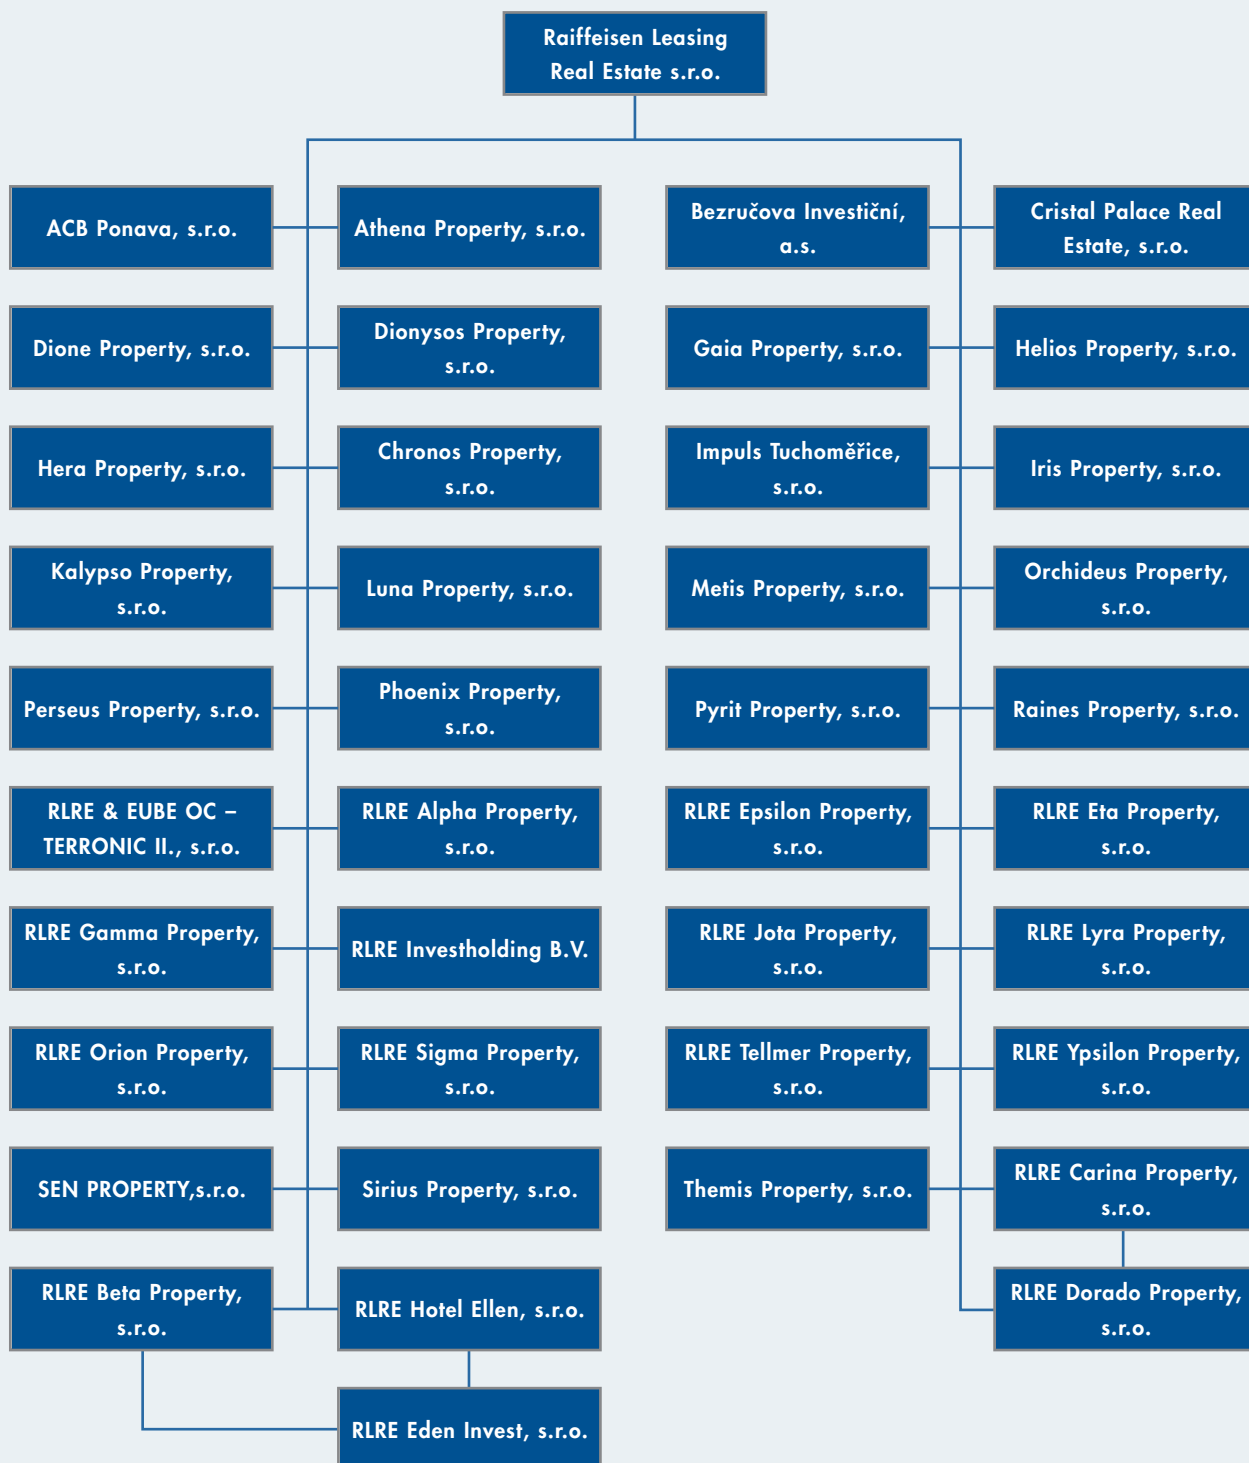 Raiffeisen Leasing
Real Estate s.r.o.
ACB Ponava, s.r.o.
Athena Property, s.r.o.
Bezručova Investiční,
a.s.
Cristal Palace Real
Estate, s.r.o.
Dione Property, s.r.o.
Dionysos Property,
s.r.o.
Gaia Property, s.r.o.
Helios Property, s.r.o.
Hera Property, s.r.o.
Chronos Property,
s.r.o.
Impuls Tuchoměřice,
s.r.o.
Iris Property, s.r.o.
Kalypso Property,
s.r.o.
Luna Property, s.r.o.
Metis Property, s.r.o.
Orchideus Property,
s.r.o.
Perseus Property, s.r.o.
Phoenix Property,
s.r.o.
Pyrit Property, s.r.o.
Raines Property, s.r.o.
RLRE & EUBE OC –
TERRONIC II., s.r.o.
RLRE Alpha Property,
s.r.o.
RLRE Epsilon Property,
s.r.o.
RLRE Eta Property,
s.r.o.
RLRE Gamma Property,
s.r.o.
RLRE Investholding B.V.
RLRE Jota Property,
s.r.o.
RLRE Lyra Property,
s.r.o.
RLRE Orion Property,
s.r.o.
RLRE Sigma Property,
s.r.o.
RLRE Tellmer Property,
s.r.o.
RLRE Ypsilon Property,
s.r.o.
SEN PROPERTY,s.r.o.
Sirius Property, s.r.o.
Themis Property, s.r.o.
RLRE Carina Property,
s.r.o.
RLRE Beta Property,
s.r.o.
RLRE Hotel Ellen, s.r.o.
RLRE Dorado Property,
s.r.o.
RLRE Eden Invest, s.r.o.